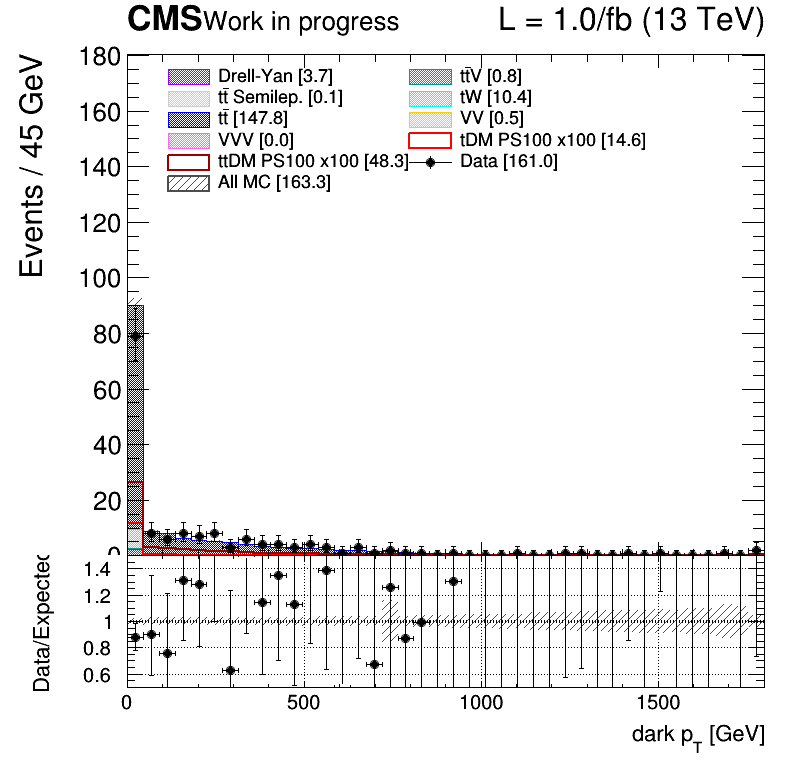 CMS Work in progress L = 1.0/fb (13 TeV)
Events / 45 GeV
180
160
140
120
100
80
60
40
20
0
Drell-Yan [3.7]
tt̄V [0.8]
tt̄ Semilep. [0.1]
tW [10.4]
tt̄ [147.8]
VV [0.5]
VVV [0.0]
tDM PS100 x100 [14.6]
ttDM PS100 x100 [48.3]
Data [161.0]
All MC [163.3]
Data/Expected
1.4
1.2
1
0.8
0.6
0 500 1000 1500
dark p_T [GeV]